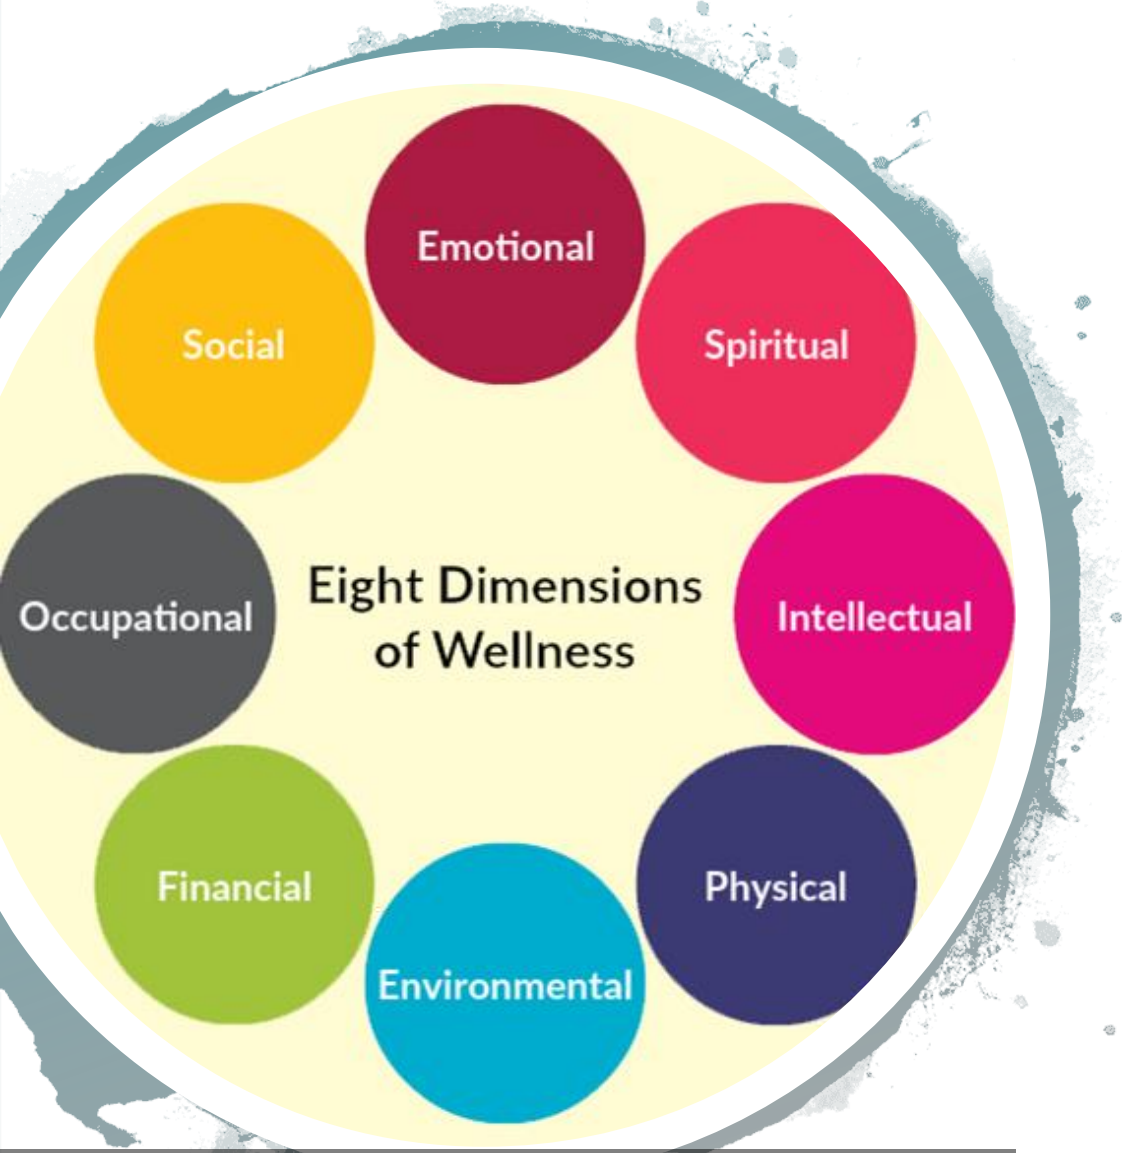 Emotional
Social
Spiritual
Eight Dimensions
of Wellness
Occupational
Intellectual
Financial
Physical
Environmental